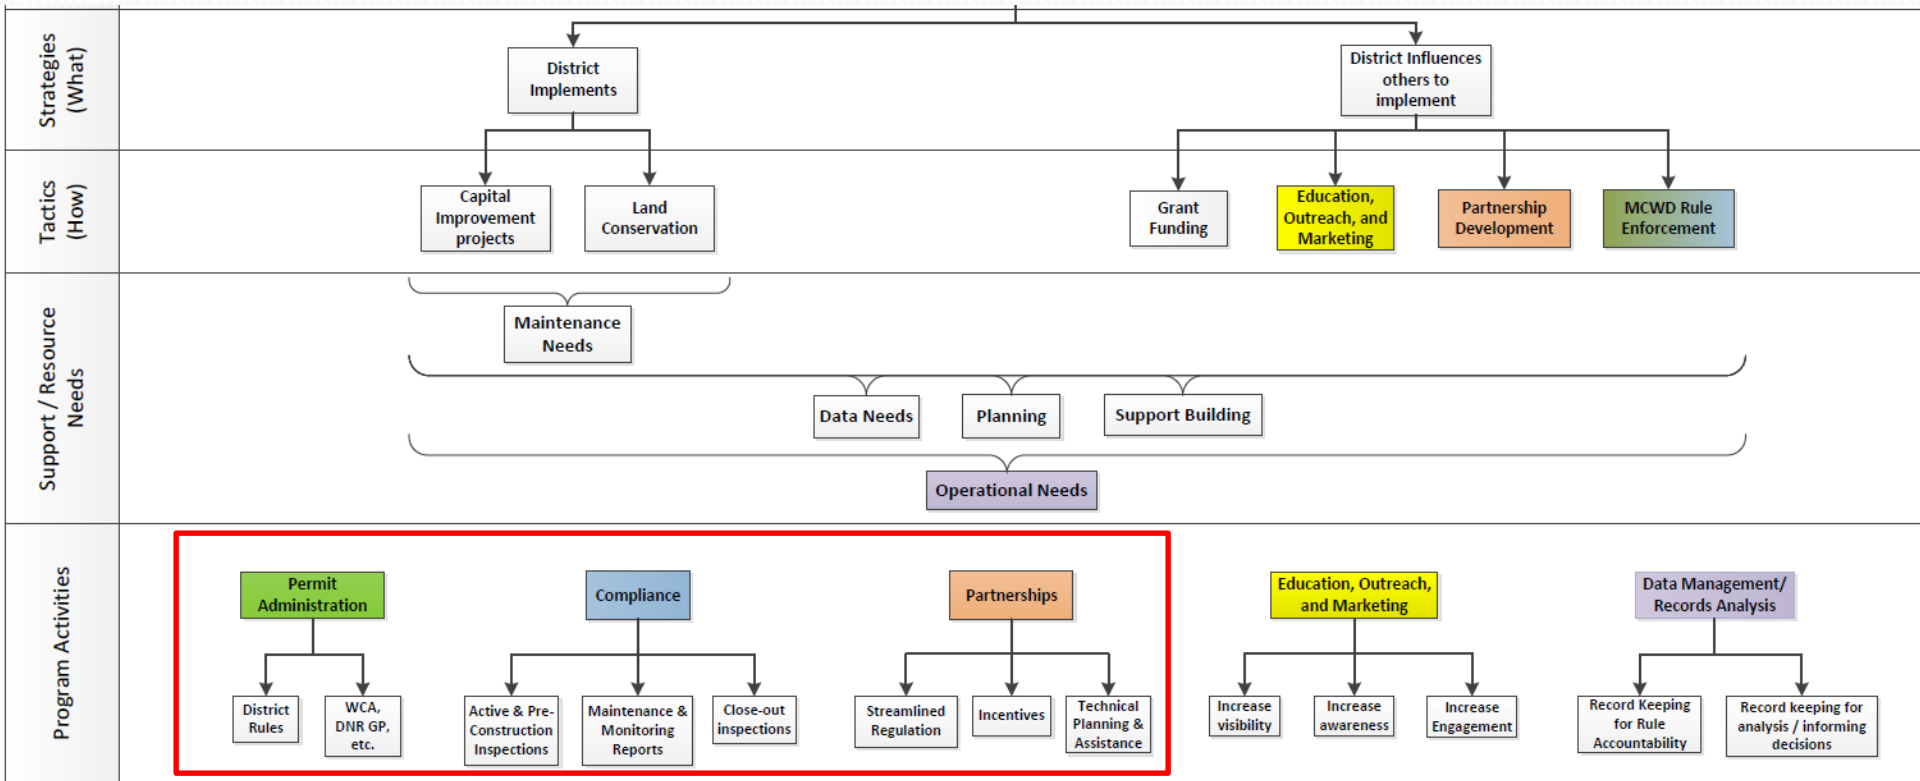 Strategies
(What)
District
Implements
District Influences
others to
implement
Tactics
(How)
Capital
Improvement
projects
Land
Conservation
Grant
Funding
Education,
Outreach, and
Marketing
Partnership
Development
MCWD Rule
Enforcement
Support / Resource
Needs
Maintenance
Needs
Data Needs
Planning
Support Building
Operational Needs
Program Activities
Permit
Administration
Compliance
Partnerships
Education, Outreach,
and Marketing
Data Management/
Records Analysis
District
Rules
WCA,
DNR GP,
etc.
Active & Pre-
Construction
Inspections
Maintenance &
Monitoring
Reports
Close-out
inspections
Streamlined
Regulation
Incentives
Technical
Planning &
Assistance
Increase
visibility
Increase
awareness
Increase
Engagement
Record Keeping
for Rule
Accountability
Record keeping for
analysis / informing
decisions